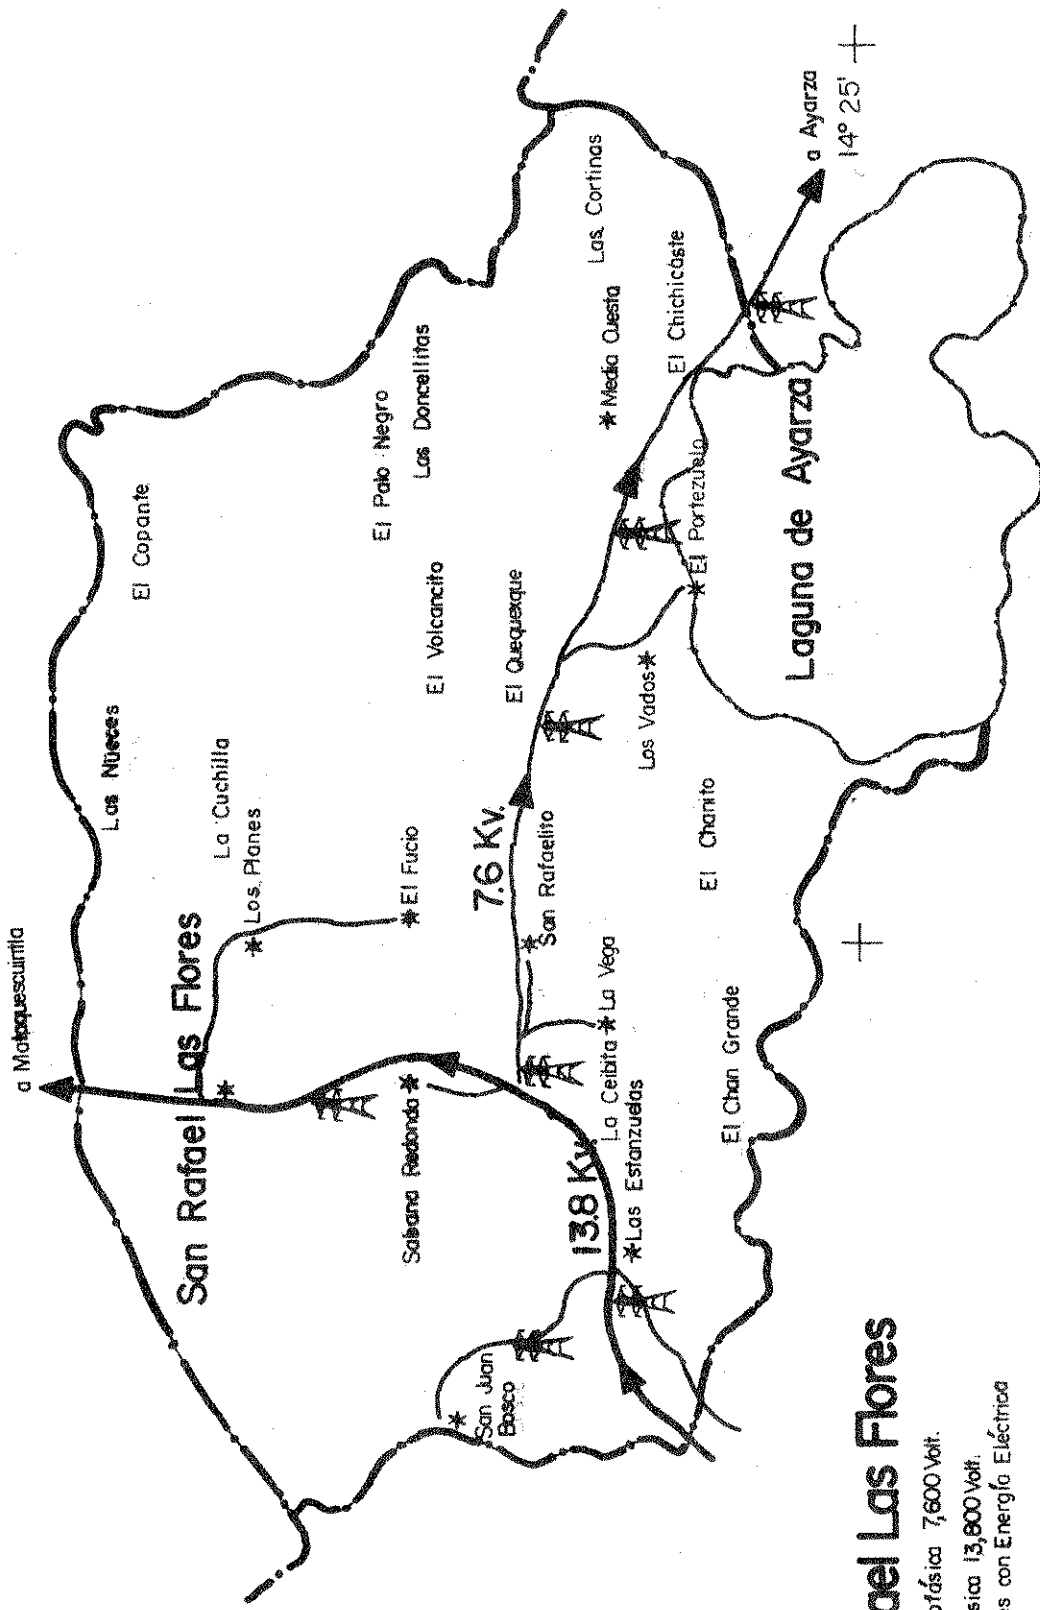 a Mataquescuintla
Las Nueces
El Copante
San Rafael Las Flores
La Cuchilla
Los Planes
El Palo Negro
Las Doncellitas
Sabana Redonda
El Fucio
El Volcancito
San Juan
Bosco
7.6 Kv.
El Quequexque
San Rafaelito
13.8 Kv.
La Ceibita
La Vega
Media Cuesta
Las Cortinas
Las Estanzuelas
Los Vados
El Chichicaste
El Portezuelo
El Chanito
El Chan Grande
Laguna de Ayarza
a Ayarza
14° 25'
ael Las Flores
ofásica 7,600 Volt.
sica 13,800 Volt.
es con Energía Eléctrica